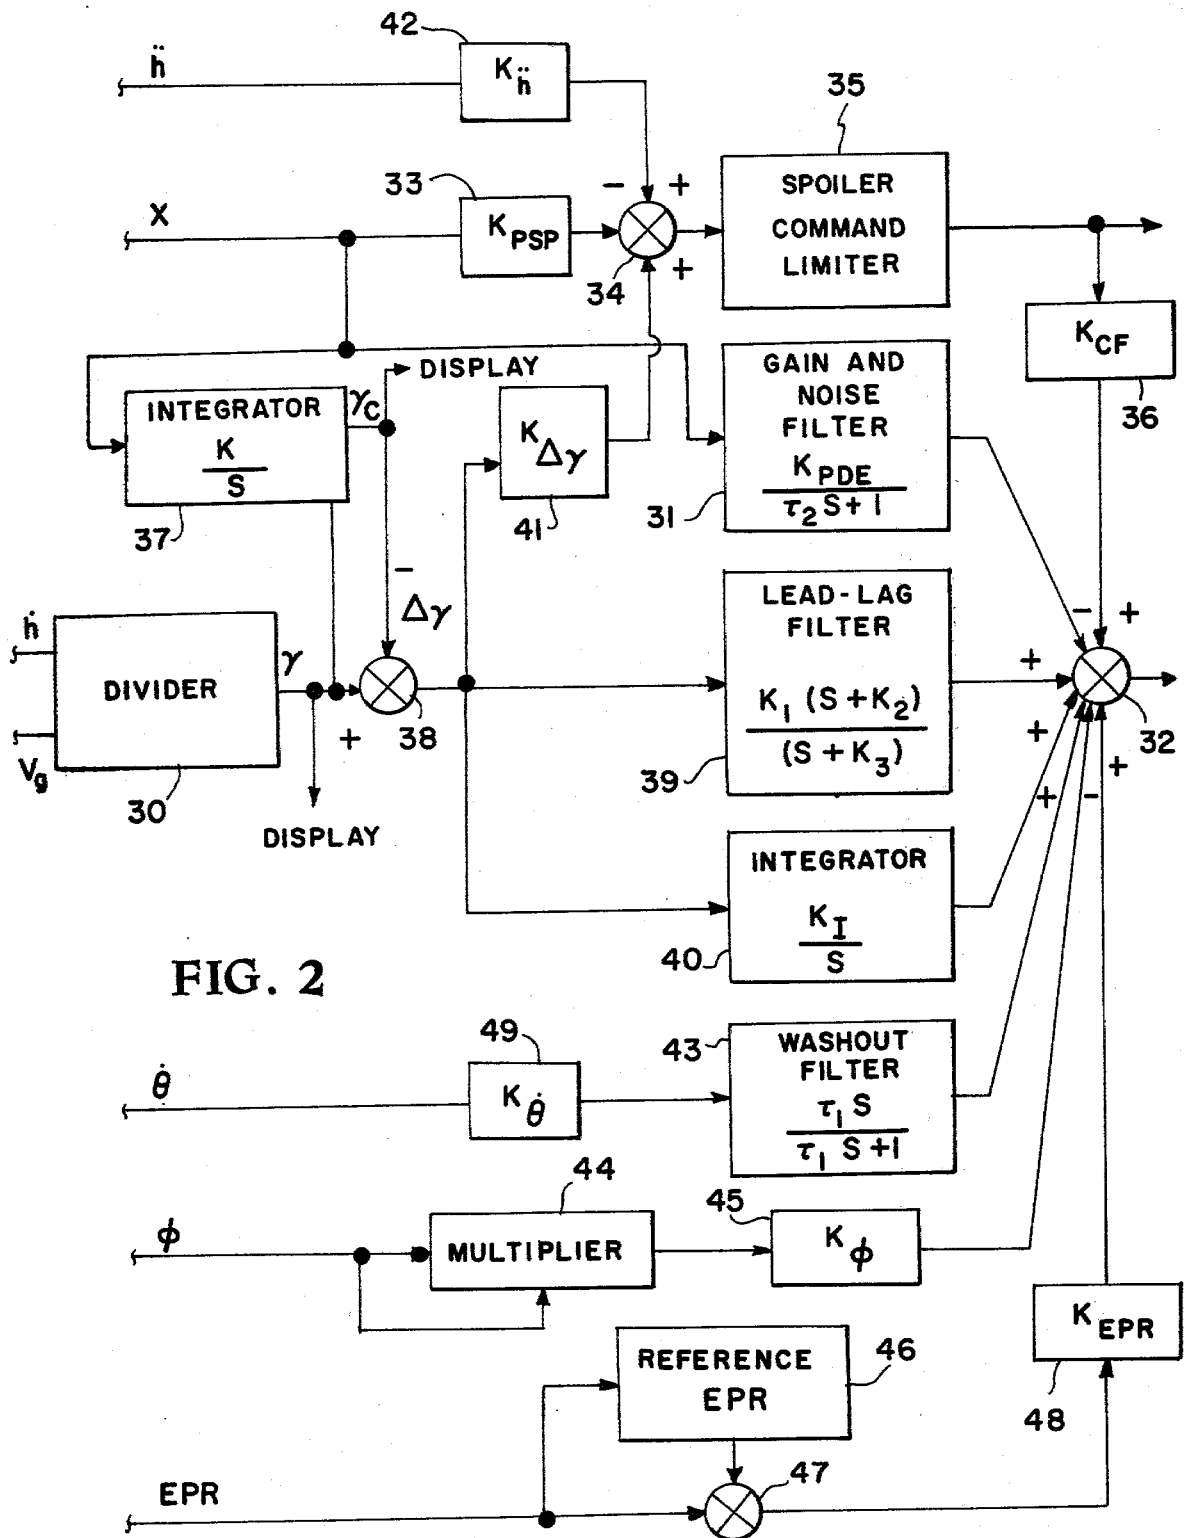 42
ḧ
K ḧ
35
33
− +
SPOILER
COMMAND
LIMITER
X
K PSP
34
+
K CF
36
DISPLAY
γ C
INTEGRATOR
K
S
37
K
Δγ
41
GAIN AND
NOISE
FILTER
K PDE
τ2 S+1
31
−
Δγ
− +
ḣ
DIVIDER
γ
+
38
Vg
30
DISPLAY
LEAD-LAG
FILTER
K1 (S+K2)
(S + K3)
39
+
32
+ +
+ −
INTEGRATOR
K I
S
40
FIG. 2
49
43
WASHOUT
FILTER
τ1 S
τ1 S+1
θ̇
K θ̇
44
45
ϕ
MULTIPLIER
K ϕ
K EPR
48
REFERENCE
EPR
46
47
EPR